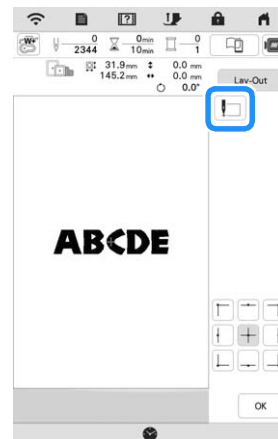 [?]
W+
0
2344
0min
10min
0
1
31.9mm
145.2mm
0.0 mm
0.0 mm
0.0°
Lay-Out
ABCDE
OK